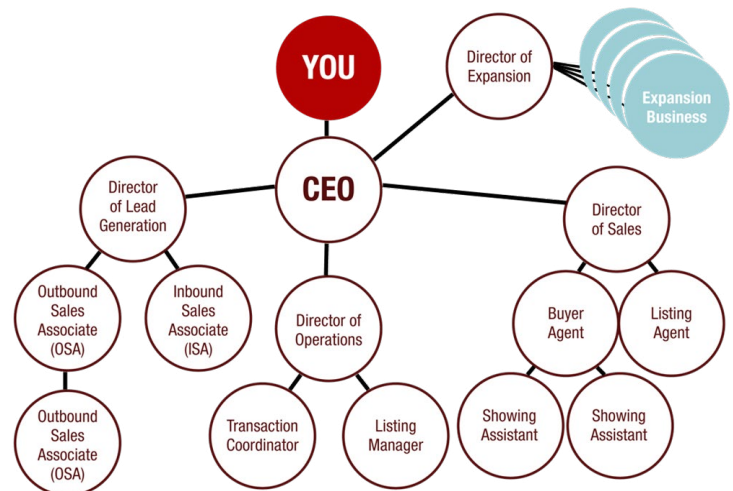 YOU
Director of
Expansion
Expansion
Business
CEO
Director
of Lead
Generation
Director
of Sales
Outbound
Sales
Associate
(OSA)
Inbound
Sales
Associate
(ISA)
Director of
Operations
Buyer
Agent
Listing
Agent
Outbound
Sales
Associate
(OSA)
Transaction
Coordinator
Listing
Manager
Showing
Assistant
Showing
Assistant